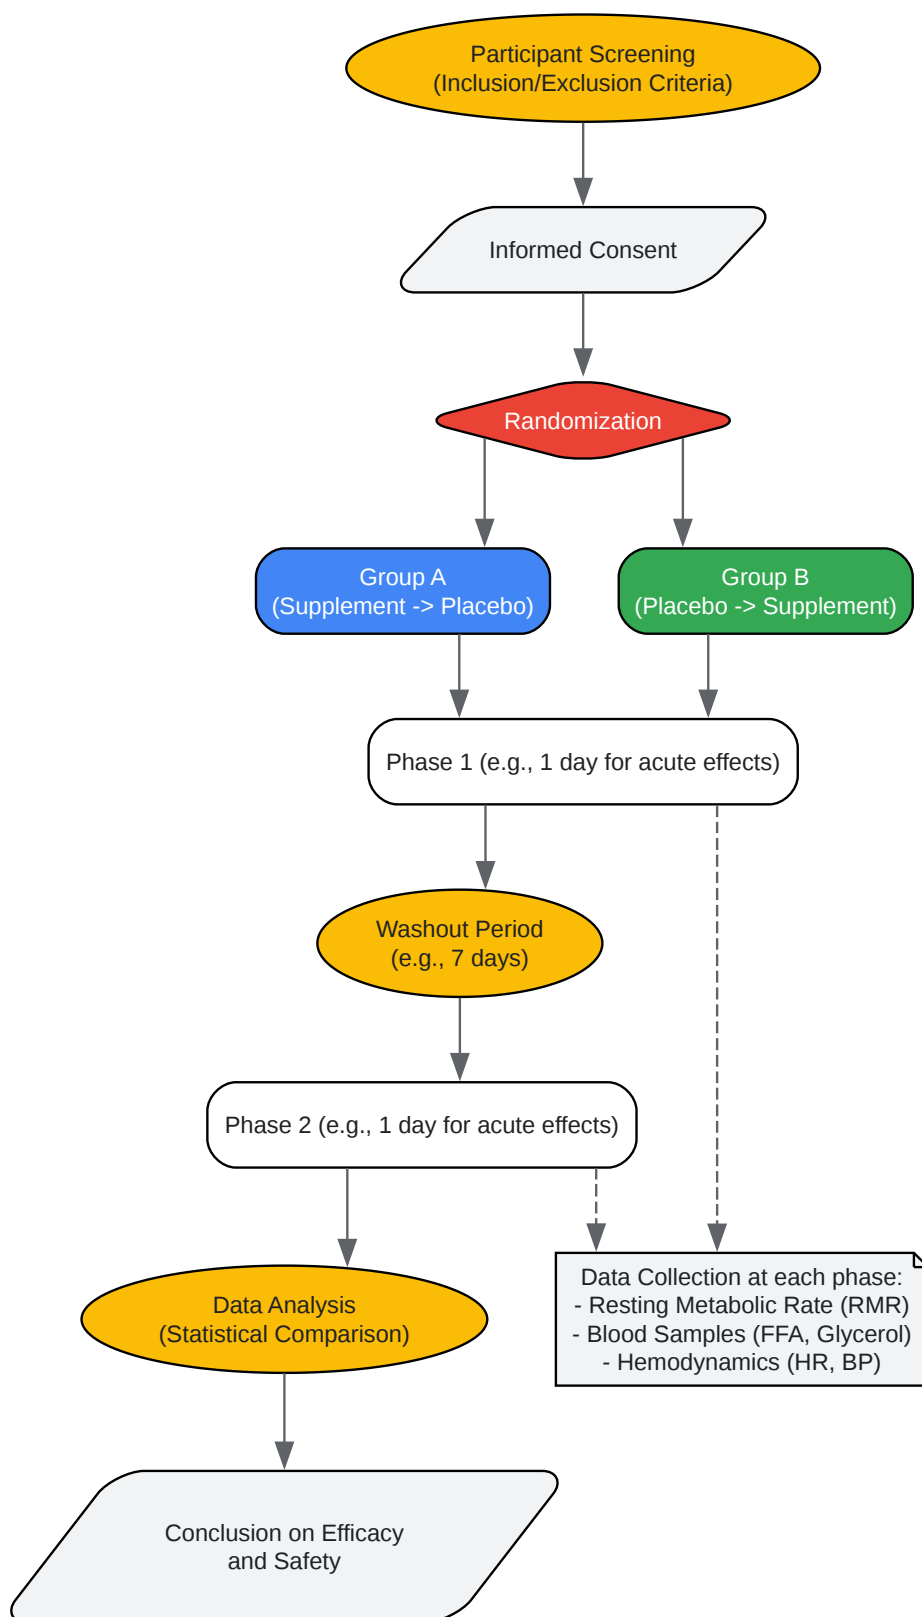 Participant Screening
(Inclusion/Exclusion Criteria)
Informed Consent
Randomization
Group A
(Supplement -> Placebo)
Group B
(Placebo -> Supplement)
Phase 1 (e.g., 1 day for acute effects)
Washout Period
(e.g., 7 days)
Phase 2 (e.g., 1 day for acute effects)
Data Analysis
(Statistical Comparison)
Data Collection at each phase:
- Resting Metabolic Rate (RMR)
- Blood Samples (FFA, Glycerol)
- Hemodynamics (HR, BP)
Conclusion on Efficacy
and Safety